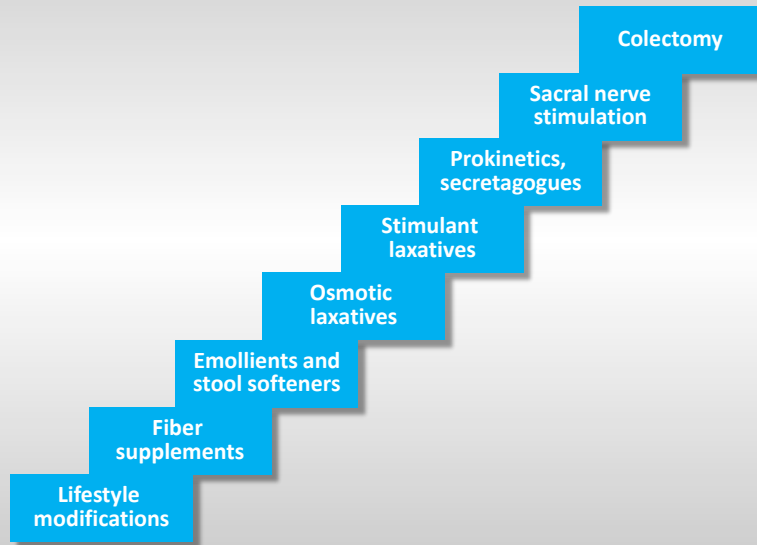 Colectomy
Sacral nerve
stimulation
Prokinetics,
secretagogues
Stimulant
laxatives
Osmotic
laxatives
Emollients and
stool softeners
Fiber
supplements
Lifestyle
modifications